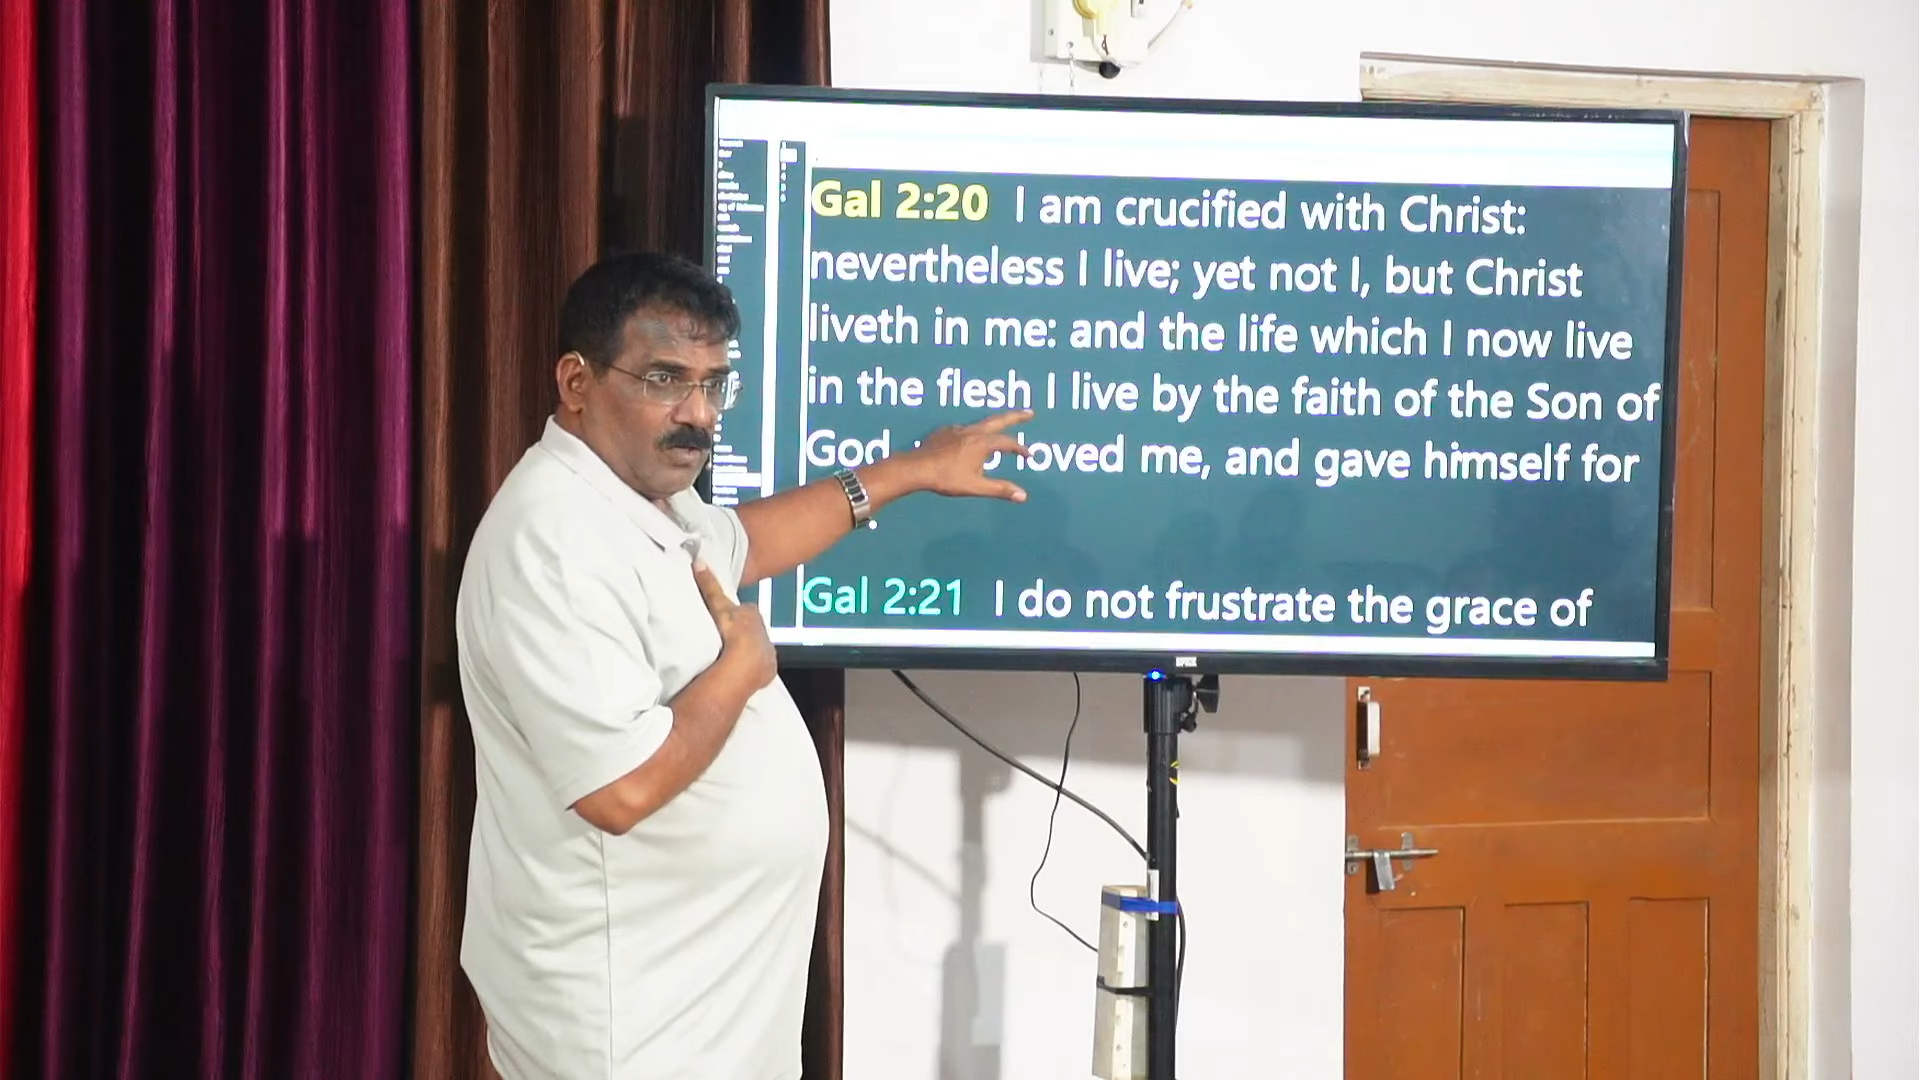 Gal 2:20 I am crucified with Christ:
nevertheless I live; yet not I, but Christ
liveth in me: and the life which I now live
in the flesh I live by the faith of the Son of
God, loved me, and gave himself for
.
Gal 2:21 I do not frustrate the grace of